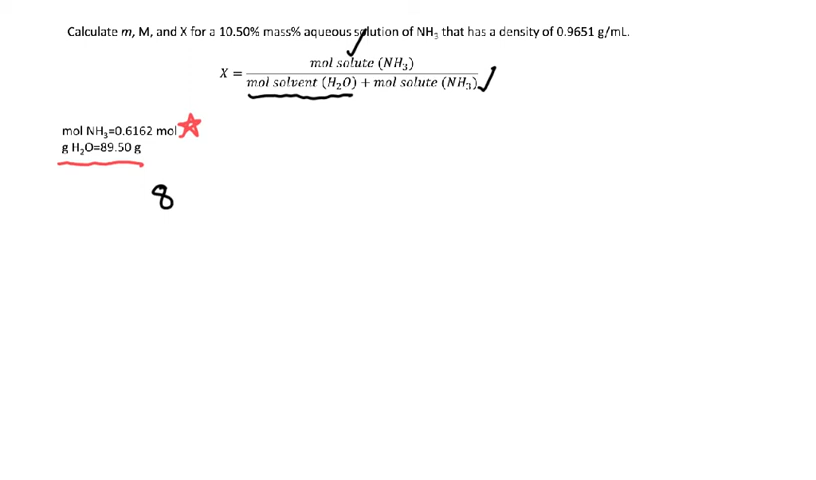 Calculate m, M, and X for a 10.50% mass% aqueous solution of NH₃ that has a density of 0.9651 g/mL.
X = mol solute (NH₃) / mol solvent (H₂O) + mol solute (NH₃)
mol NH₃=0.6162 mol
g H₂O=89.50 g
8